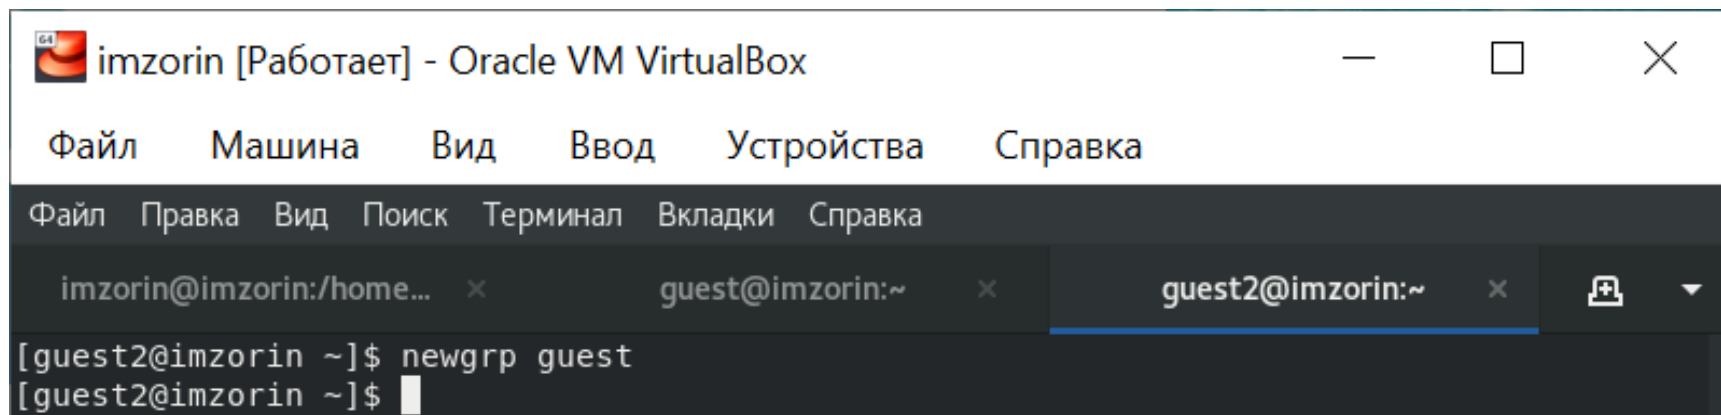 64
imzorin [Работает] - Oracle VM VirtualBox
Файл Машина Вид Ввод Устройства Справка
Файл Правка Вид Поиск Терминал Вкладки Справка
imzorin@imzorin:/home... × guest@imzorin:~ × guest2@imzorin:~ ×
[guest2@imzorin ~]$ newgrp guest
[guest2@imzorin ~]$